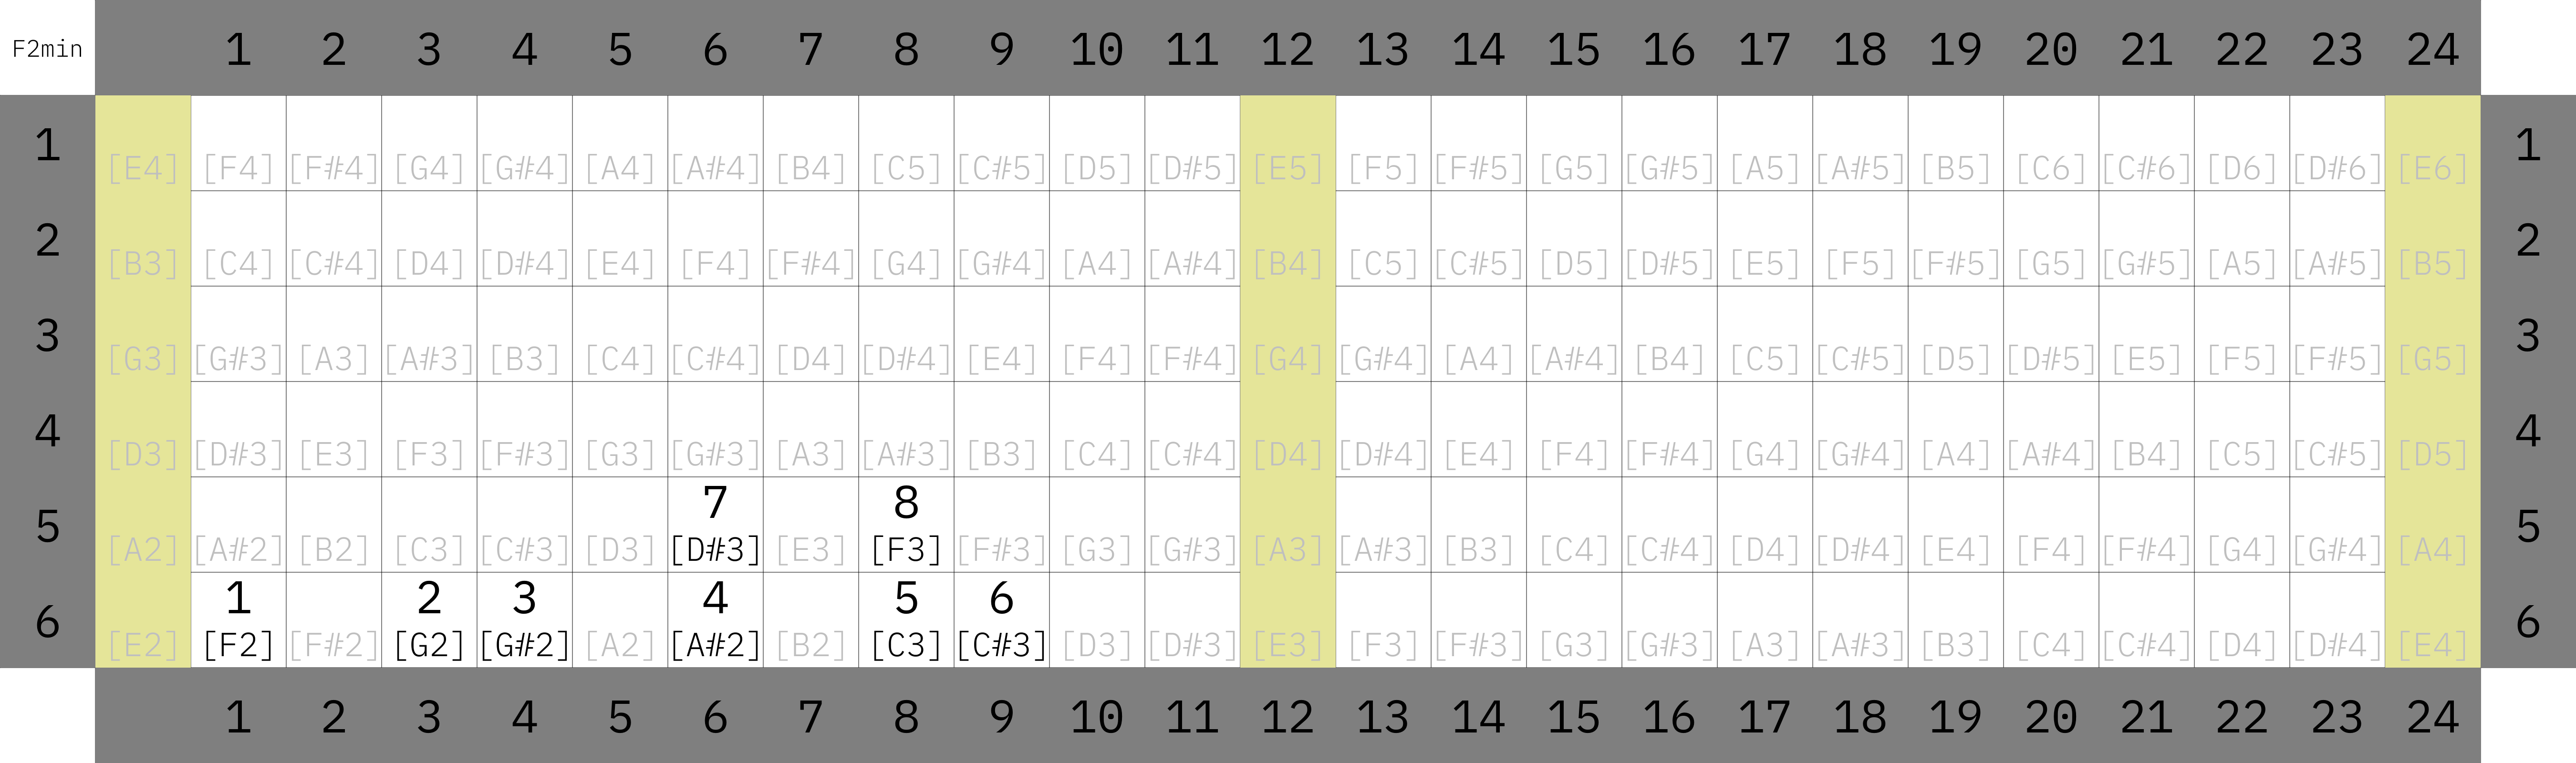 F2min 1 2 3 4 5 6 7 8 9 10 11 12 13 14 15 16 17 18 19 20 21 22 23 24
1 [E4] [F4] [F#4] [G4] [G#4] [A4] [A#4] [B4] [C5] [C#5] [D5] [D#5] [E5] [F5] [F#5] [G5] [G#5] [A5] [A#5] [B5] [C6] [C#6] [D6] [D#6] [E6] 1
2 [B3] [C4] [C#4] [D4] [D#4] [E4] [F4] [F#4] [G4] [G#4] [A4] [A#4] [B4] [C5] [C#5] [D5] [D#5] [E5] [F5] [F#5] [G5] [G#5] [A5] [A#5] [B5] 2
3 [G3] [G#3] [A3] [A#3] [B3] [C4] [C#4] [D4] [D#4] [E4] [F4] [F#4] [G4] [G#4] [A4] [A#4] [B4] [C5] [C#5] [D5] [D#5] [E5] [F5] [F#5] [G5] 3
4 [D3] [D#3] [E3] [F3] [F#3] [G3] [G#3] [A3] [A#3] [B3] [C4] [C#4] [D4] [D#4] [E4] [F4] [F#4] [G4] [G#4] [A4] [A#4] [B4] [C5] [C#5] [D5] 4
7 8
5 [A2] [A#2] [B2] [C3] [C#3] [D3] [D#3] [E3] [F3] [F#3] [G3] [G#3] [A3] [A#3] [B3] [C4] [C#4] [D4] [D#4] [E4] [F4] [F#4] [G4] [G#4] [A4] 5
1 2 3 4 5 6
6 [E2] [F2] [F#2] [G2] [G#2] [A2] [A#2] [B2] [C3] [C#3] [D3] [D#3] [E3] [F3] [F#3] [G3] [G#3] [A3] [A#3] [B3] [C4] [C#4] [D4] [D#4] [E4] 6
1 2 3 4 5 6 7 8 9 10 11 12 13 14 15 16 17 18 19 20 21 22 23 24